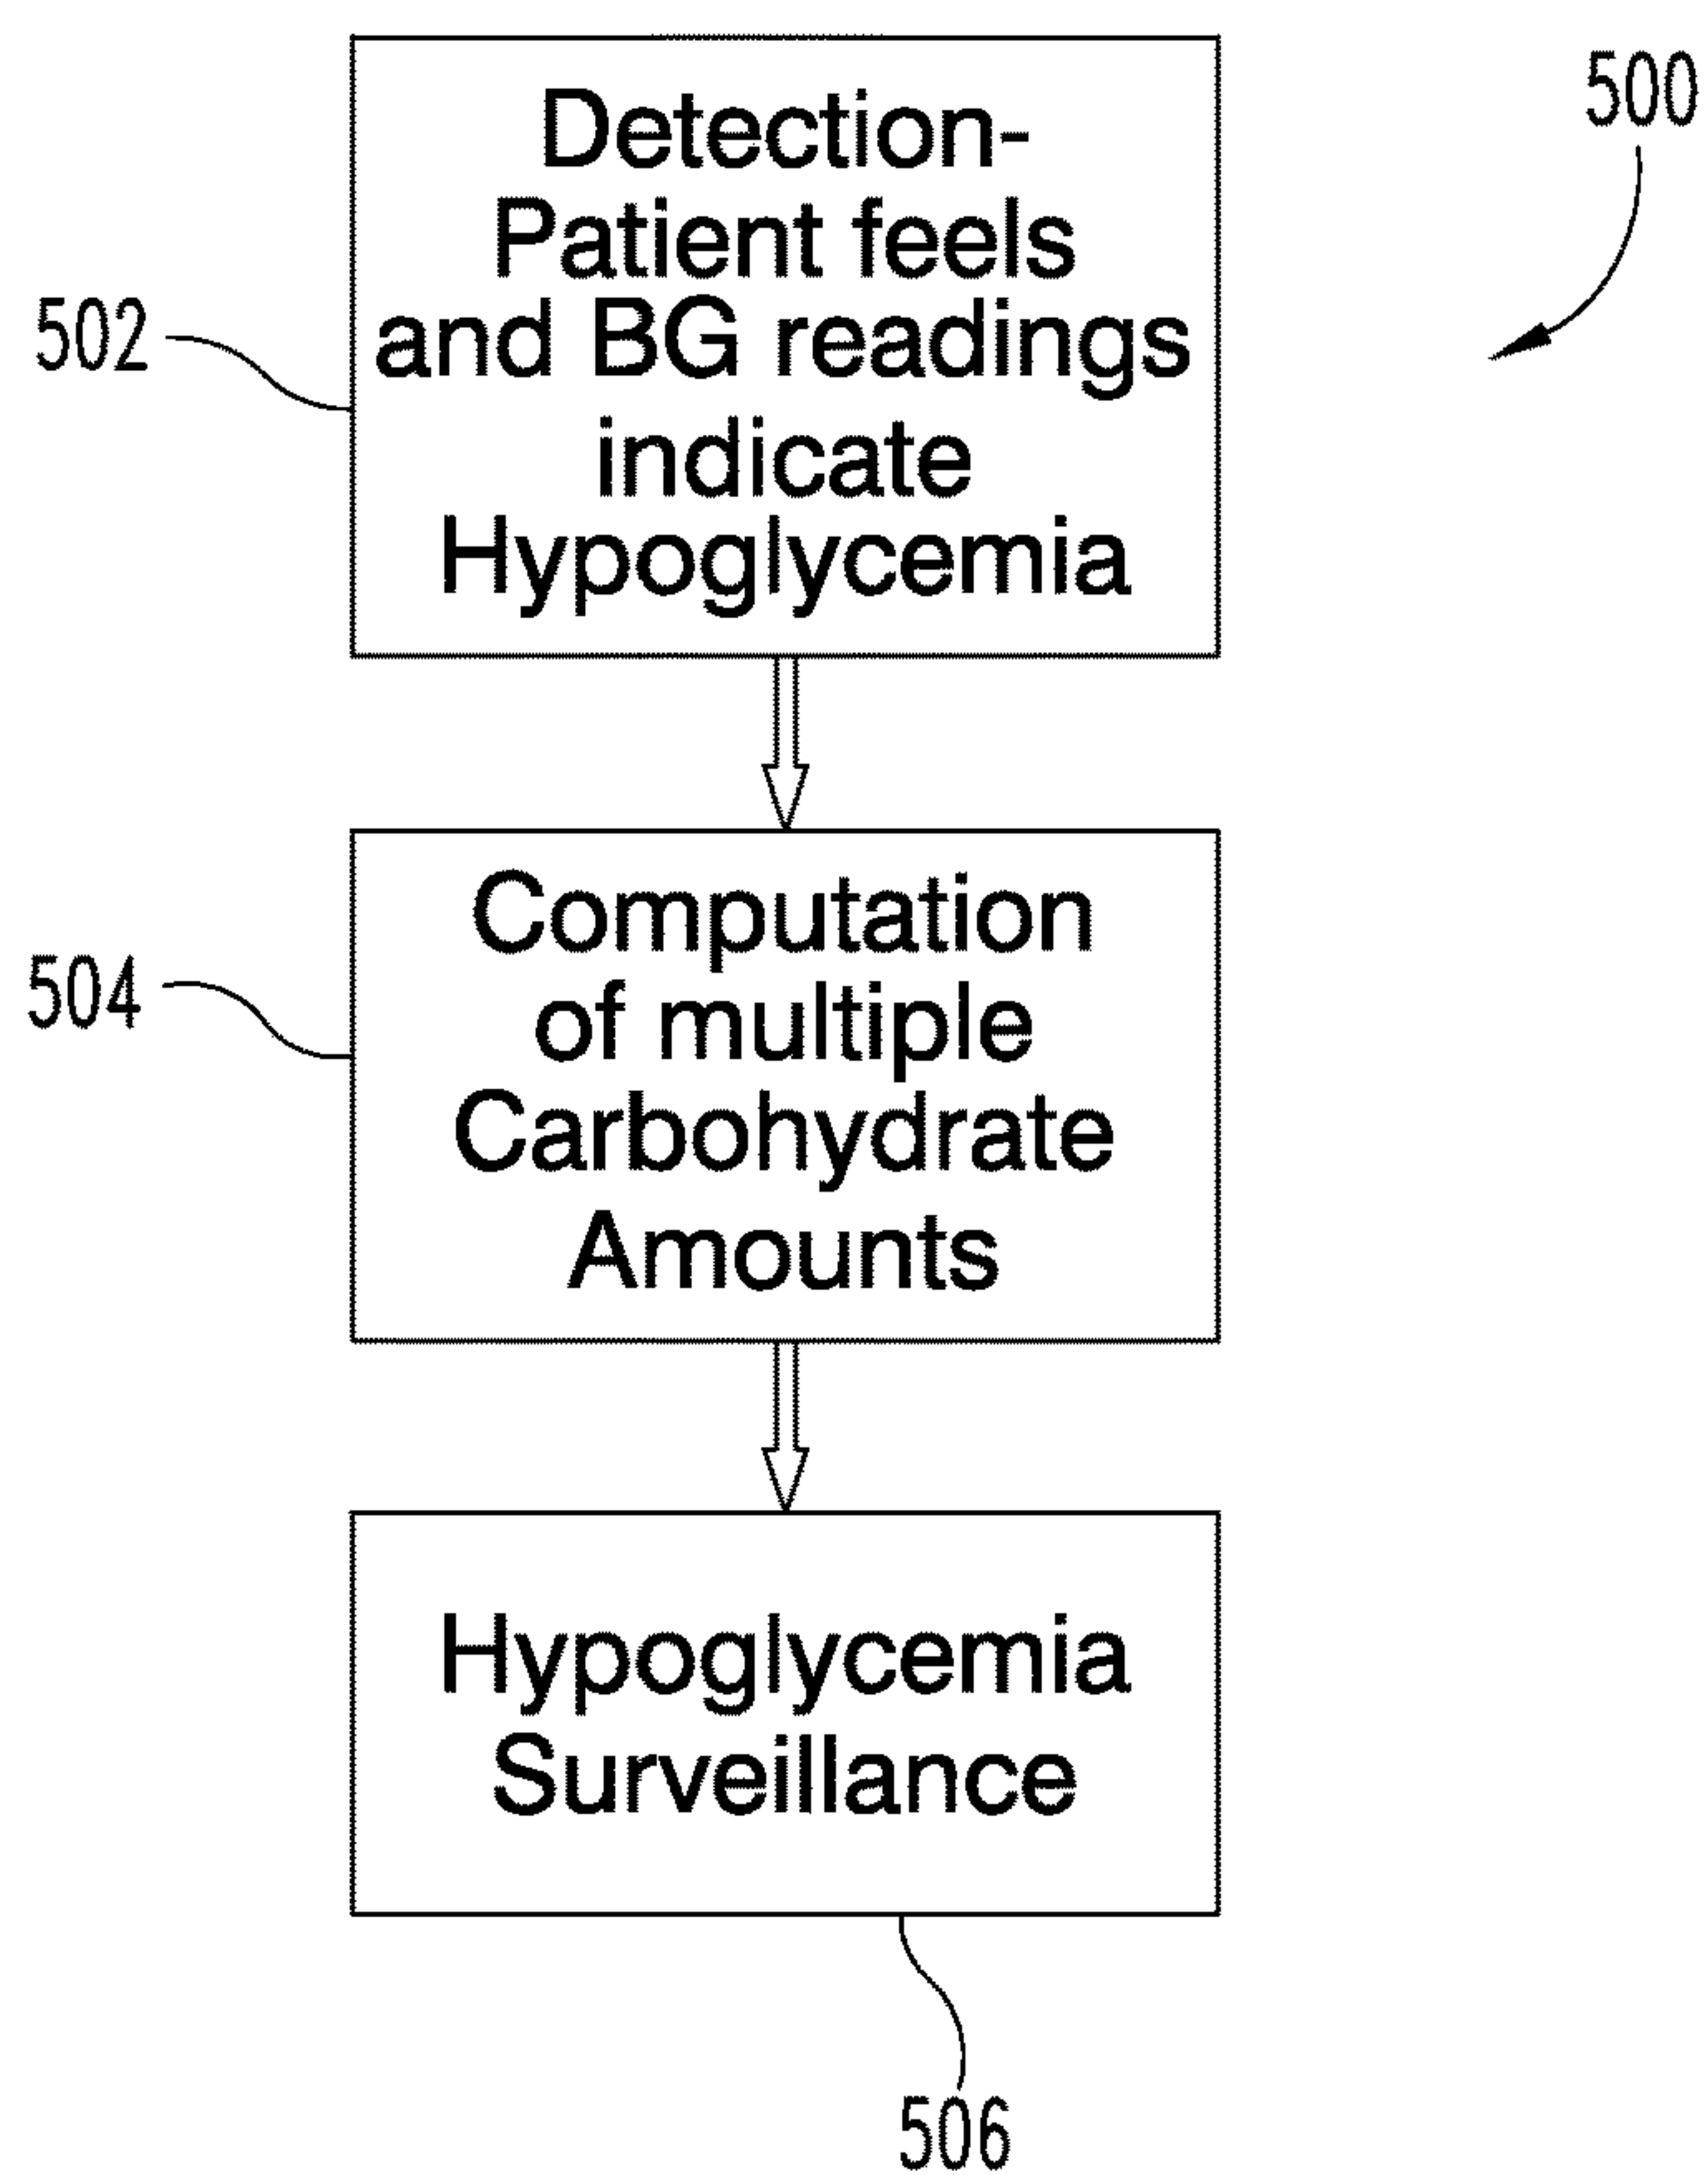 500
Detection-
Patient feels
and BG readings
indicate
Hypoglycemia
502
Computation
of multiple
Carbohydrate
Amounts
504
Hypoglycemia
Surveillance
506